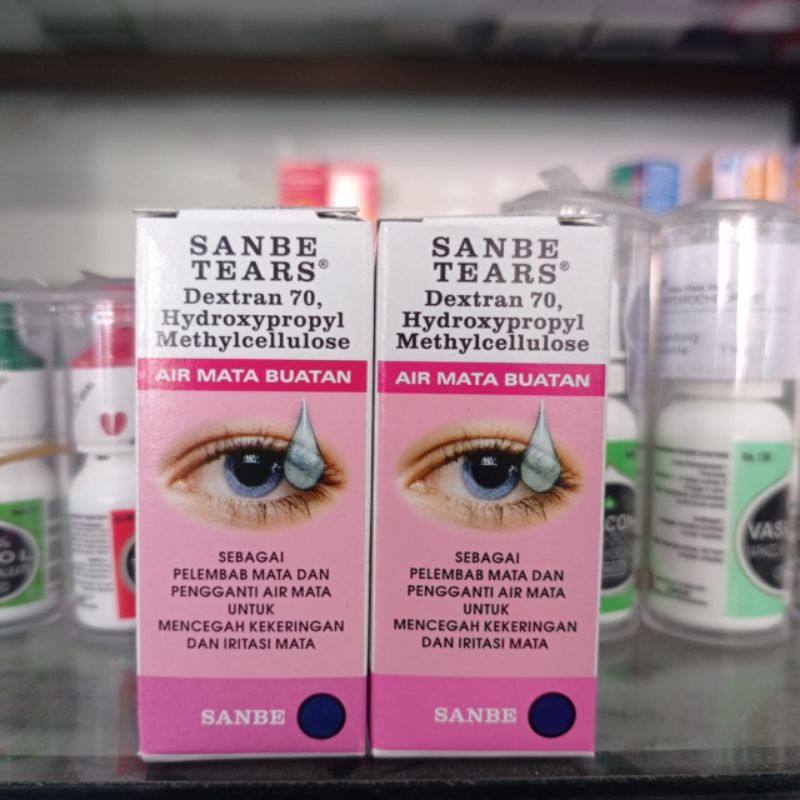 SANBE
TEARS®
Dextran 70,
Hydroxypropyl
Methylcellulose
AIR MATA BUATAN
SEBAGAI
PELEMBAB MATA DAN
PENGGANTI AIR MATA
UNTUK
MENCEGAH KEKERINGAN
DAN IRITASI MATA
SANBE
SANBE
TEARS®
Dextran 70,
Hydroxypropyl
Methylcellulose
AIR MATA BUATAN
SEBAGAI
PELEMBAB MATA DAN
PENGGANTI AIR MATA
UNTUK
MENCEGAH KEKERINGAN
DAN IRITASI MATA
SANBE